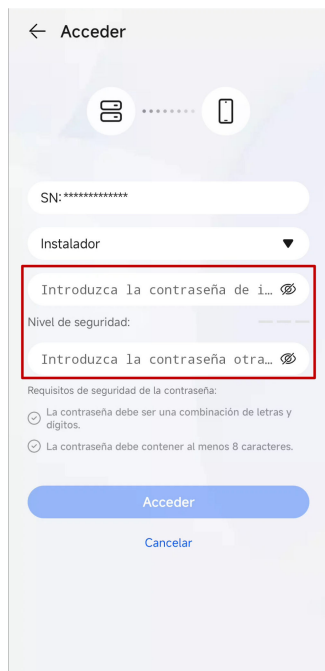 Acceder
SN:*************
Instalador
Introduzca la contraseña de i...
Nivel de seguridad:
Introduzca la contraseña otra...
Requisitos de seguridad de la contraseña:
La contraseña debe ser una combinación de letras y
digitos.
La contraseña debe contener al menos 8 caracteres.
Acceder
Cancelar